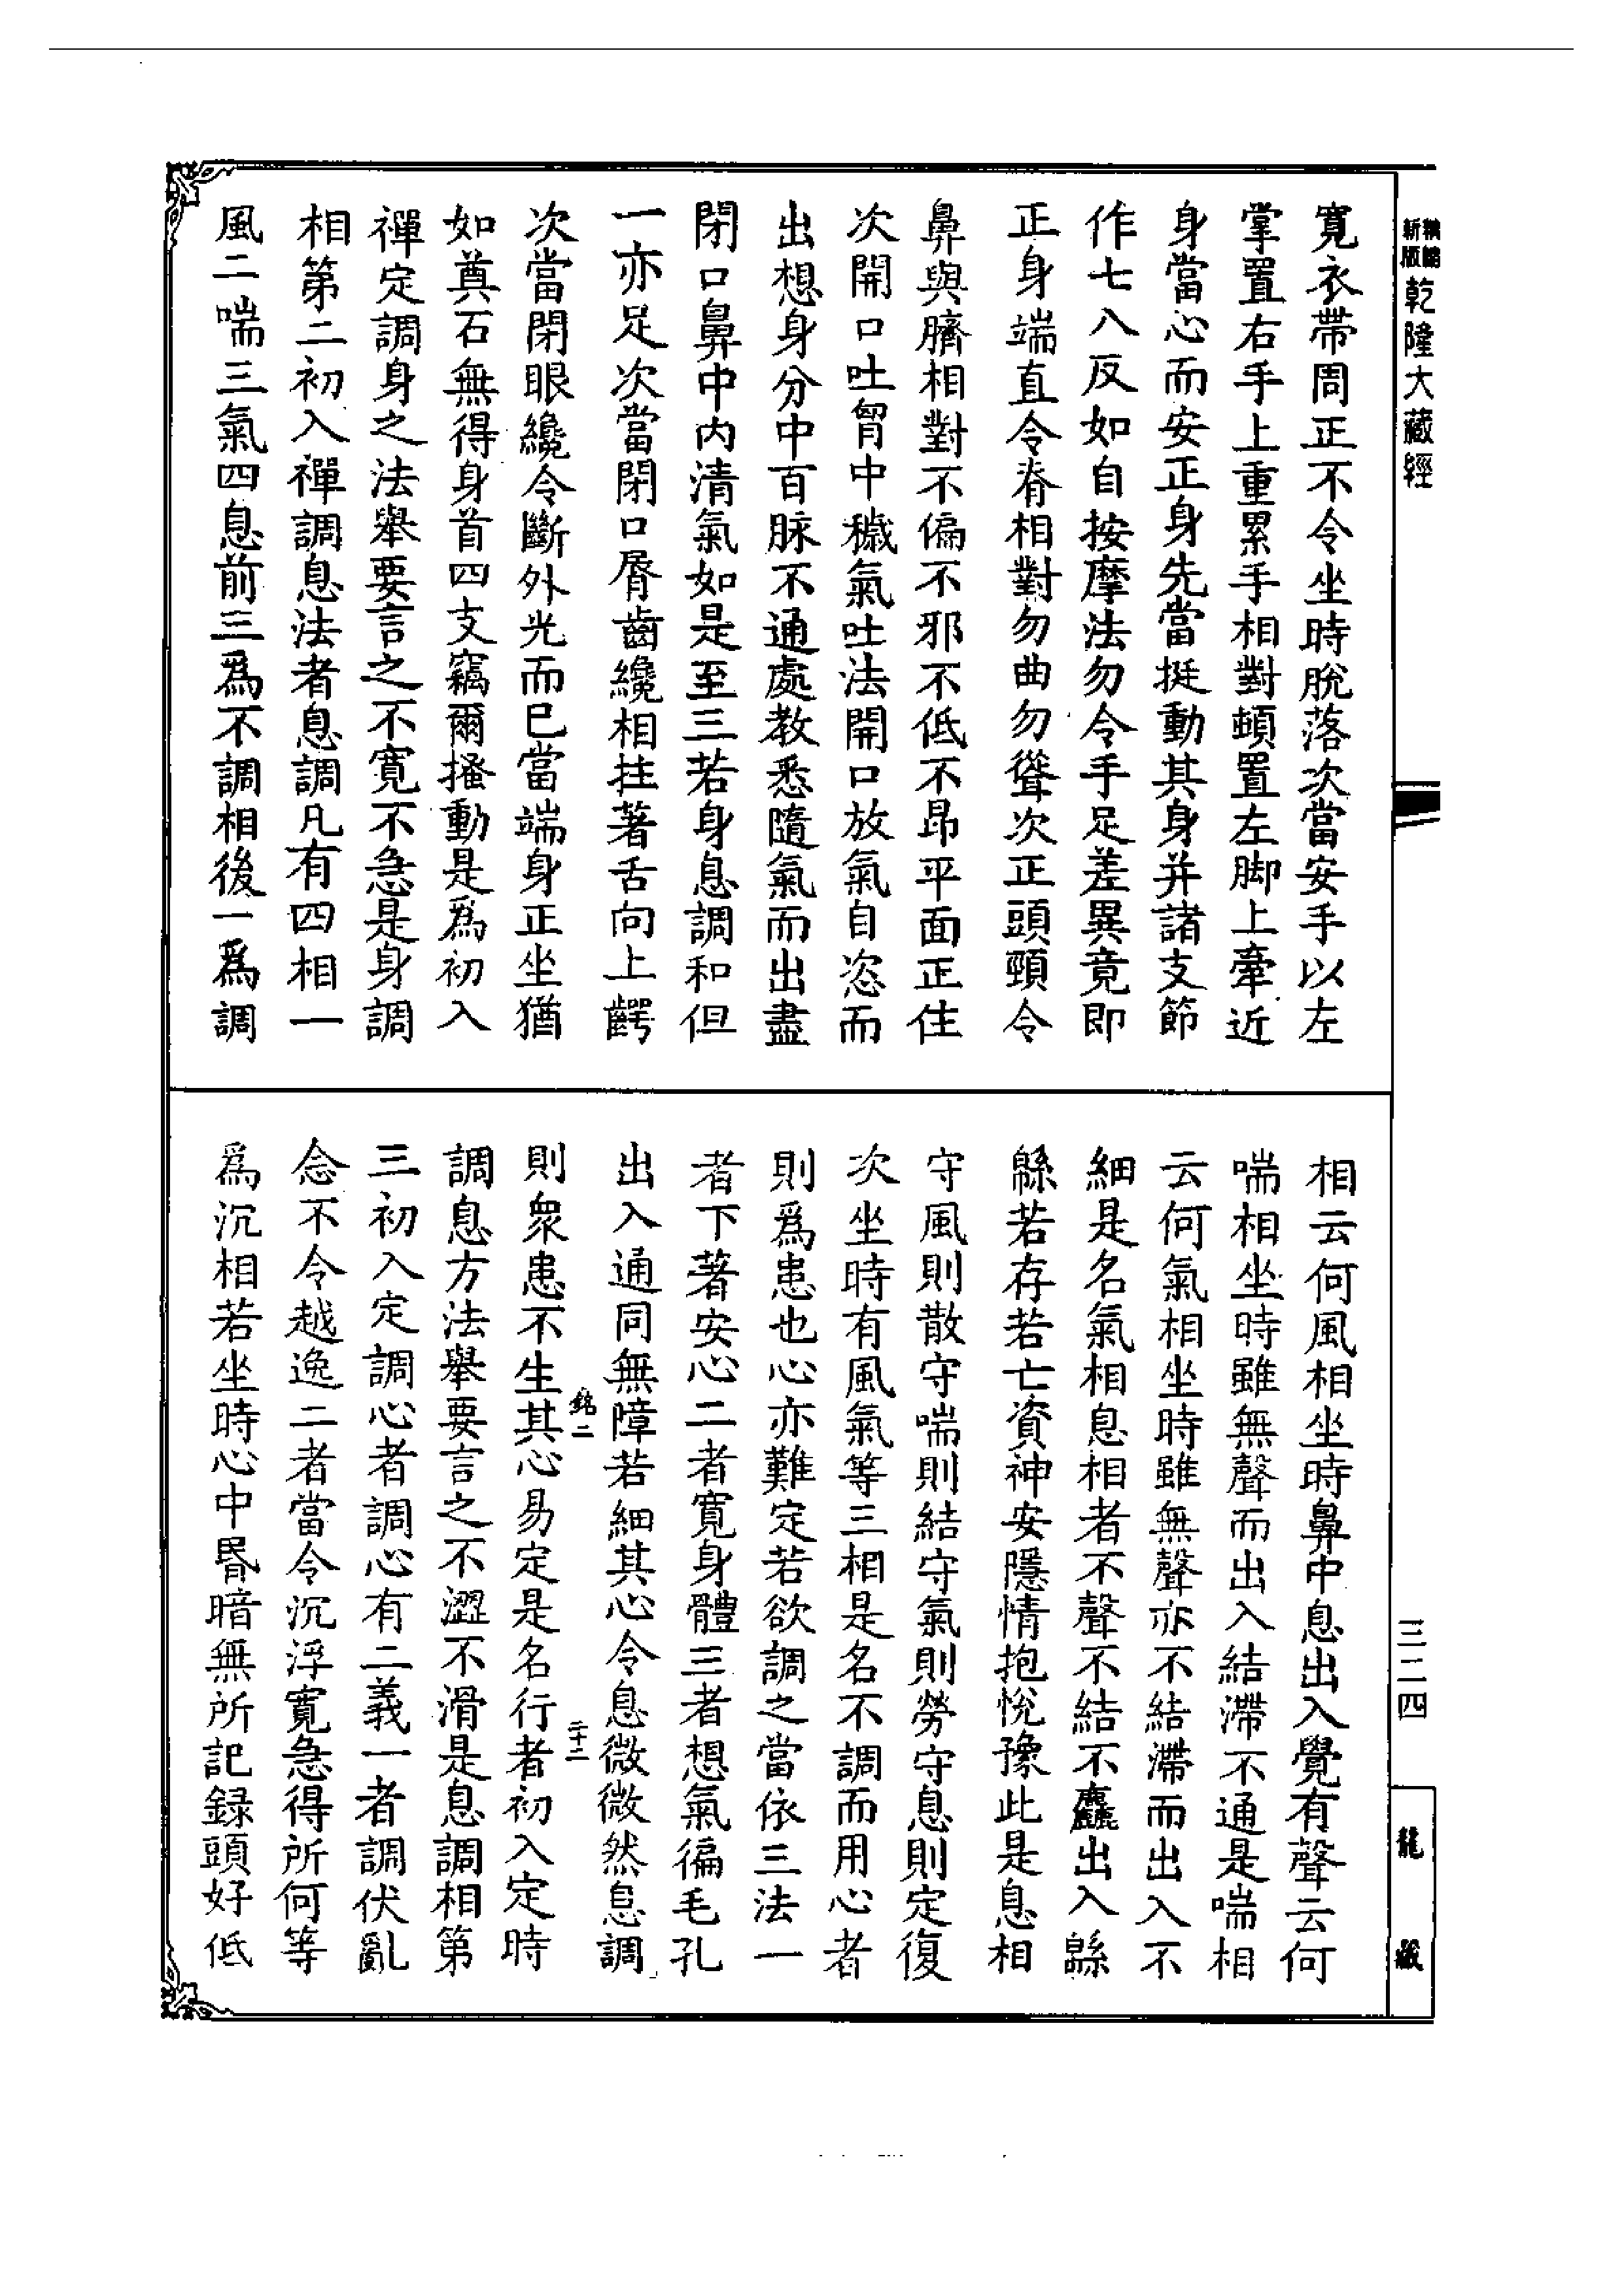 新版
乾隆大藏經
寬衣帶周正不令坐時脫落次當安手以左
掌置右手上重累手相對頓置左脚上牽近
身當心而安正身先當挺動其身并諸支節
作七八反如自按摩法勿令手足差異竟即
正身端直令脊相對勿曲勿聳次正頭頸令
鼻與臍相對不偏不邪不低不昂平面正住
次開口吐胷中穢氣吐法開口放氣自恣而
出想身分中百脉不通處教悉隨氣而出盡
閉口鼻中内清氣如是至三若身息調和但
一亦足次當閉口脣齒纔相拄著舌向上齶
次當閉眼纔令斷外光而已當端身正坐猶
如奠石無得身首四支竊爾搔動是為初入
禪定調身之法舉要言之不寬不急是身調
相第二初入禪調息法者息調凡有四相一
風二喘三氣四息前三爲不調相後一爲調
相云何風相坐時鼻中息出入覺有聲云何
喘相坐時雖無聲而出入結滯不通是喘相
云何氣相坐時雖無聲亦不結滯而出入不
細是名氣相息相者不聲不結不麤出入緜
緜若存若亡資神安隱情抱悅豫此是息相
守風則散守喘則結守氣則勞守息則定復
次坐時有風氣等三相是名不調而用心者
則爲患也心亦難定若欲調之當依三法一
者下著安心二者寬身體三者想氣徧毛孔
出入通同無障若細其心令息微微然息調
則衆患不生其心易定是名行者初入定時
銘二
二十二
調息方法舉要言之不澀不滑是息調相第
三初入定調心者調心有二義一者調伏亂
念不令越逸二者當令沉浮寬急得所何等
爲沉相若坐時心中昬暗無所記録頭好低
三二四
龍藏